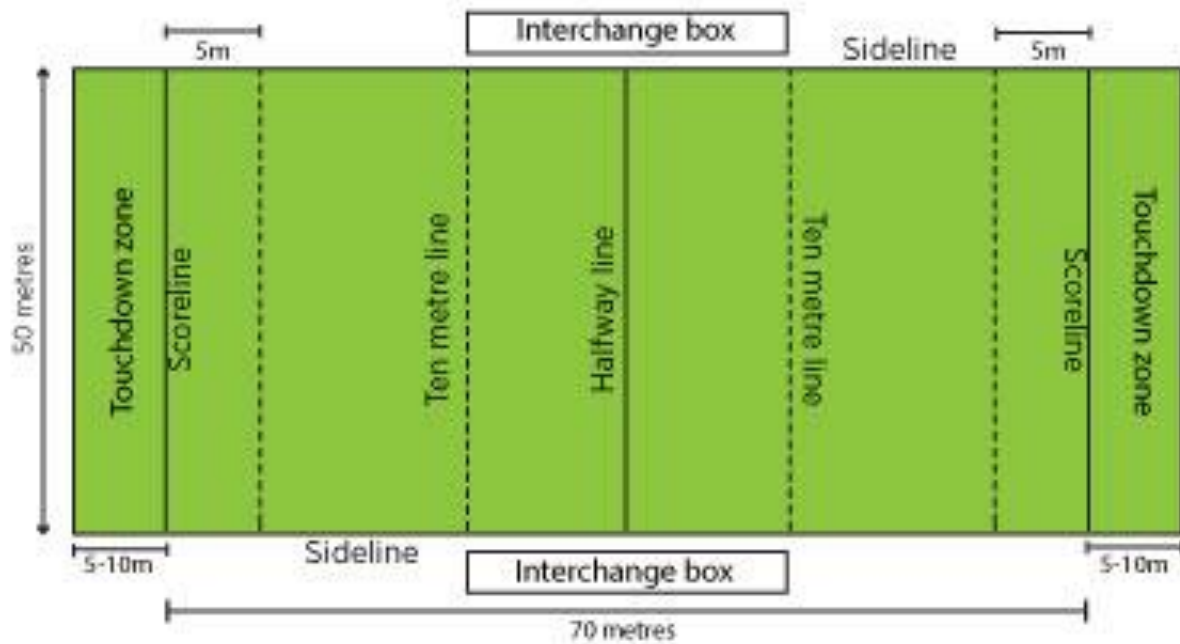 Interchange box
5m
Sideline
5m
50 metres
Touchdown zone
Scoreline
Ten metre line
Halfway line
Ten metre line
Scoreline
Touchdown zone
5-10m
Sideline
Interchange box
5-10m
70 metres